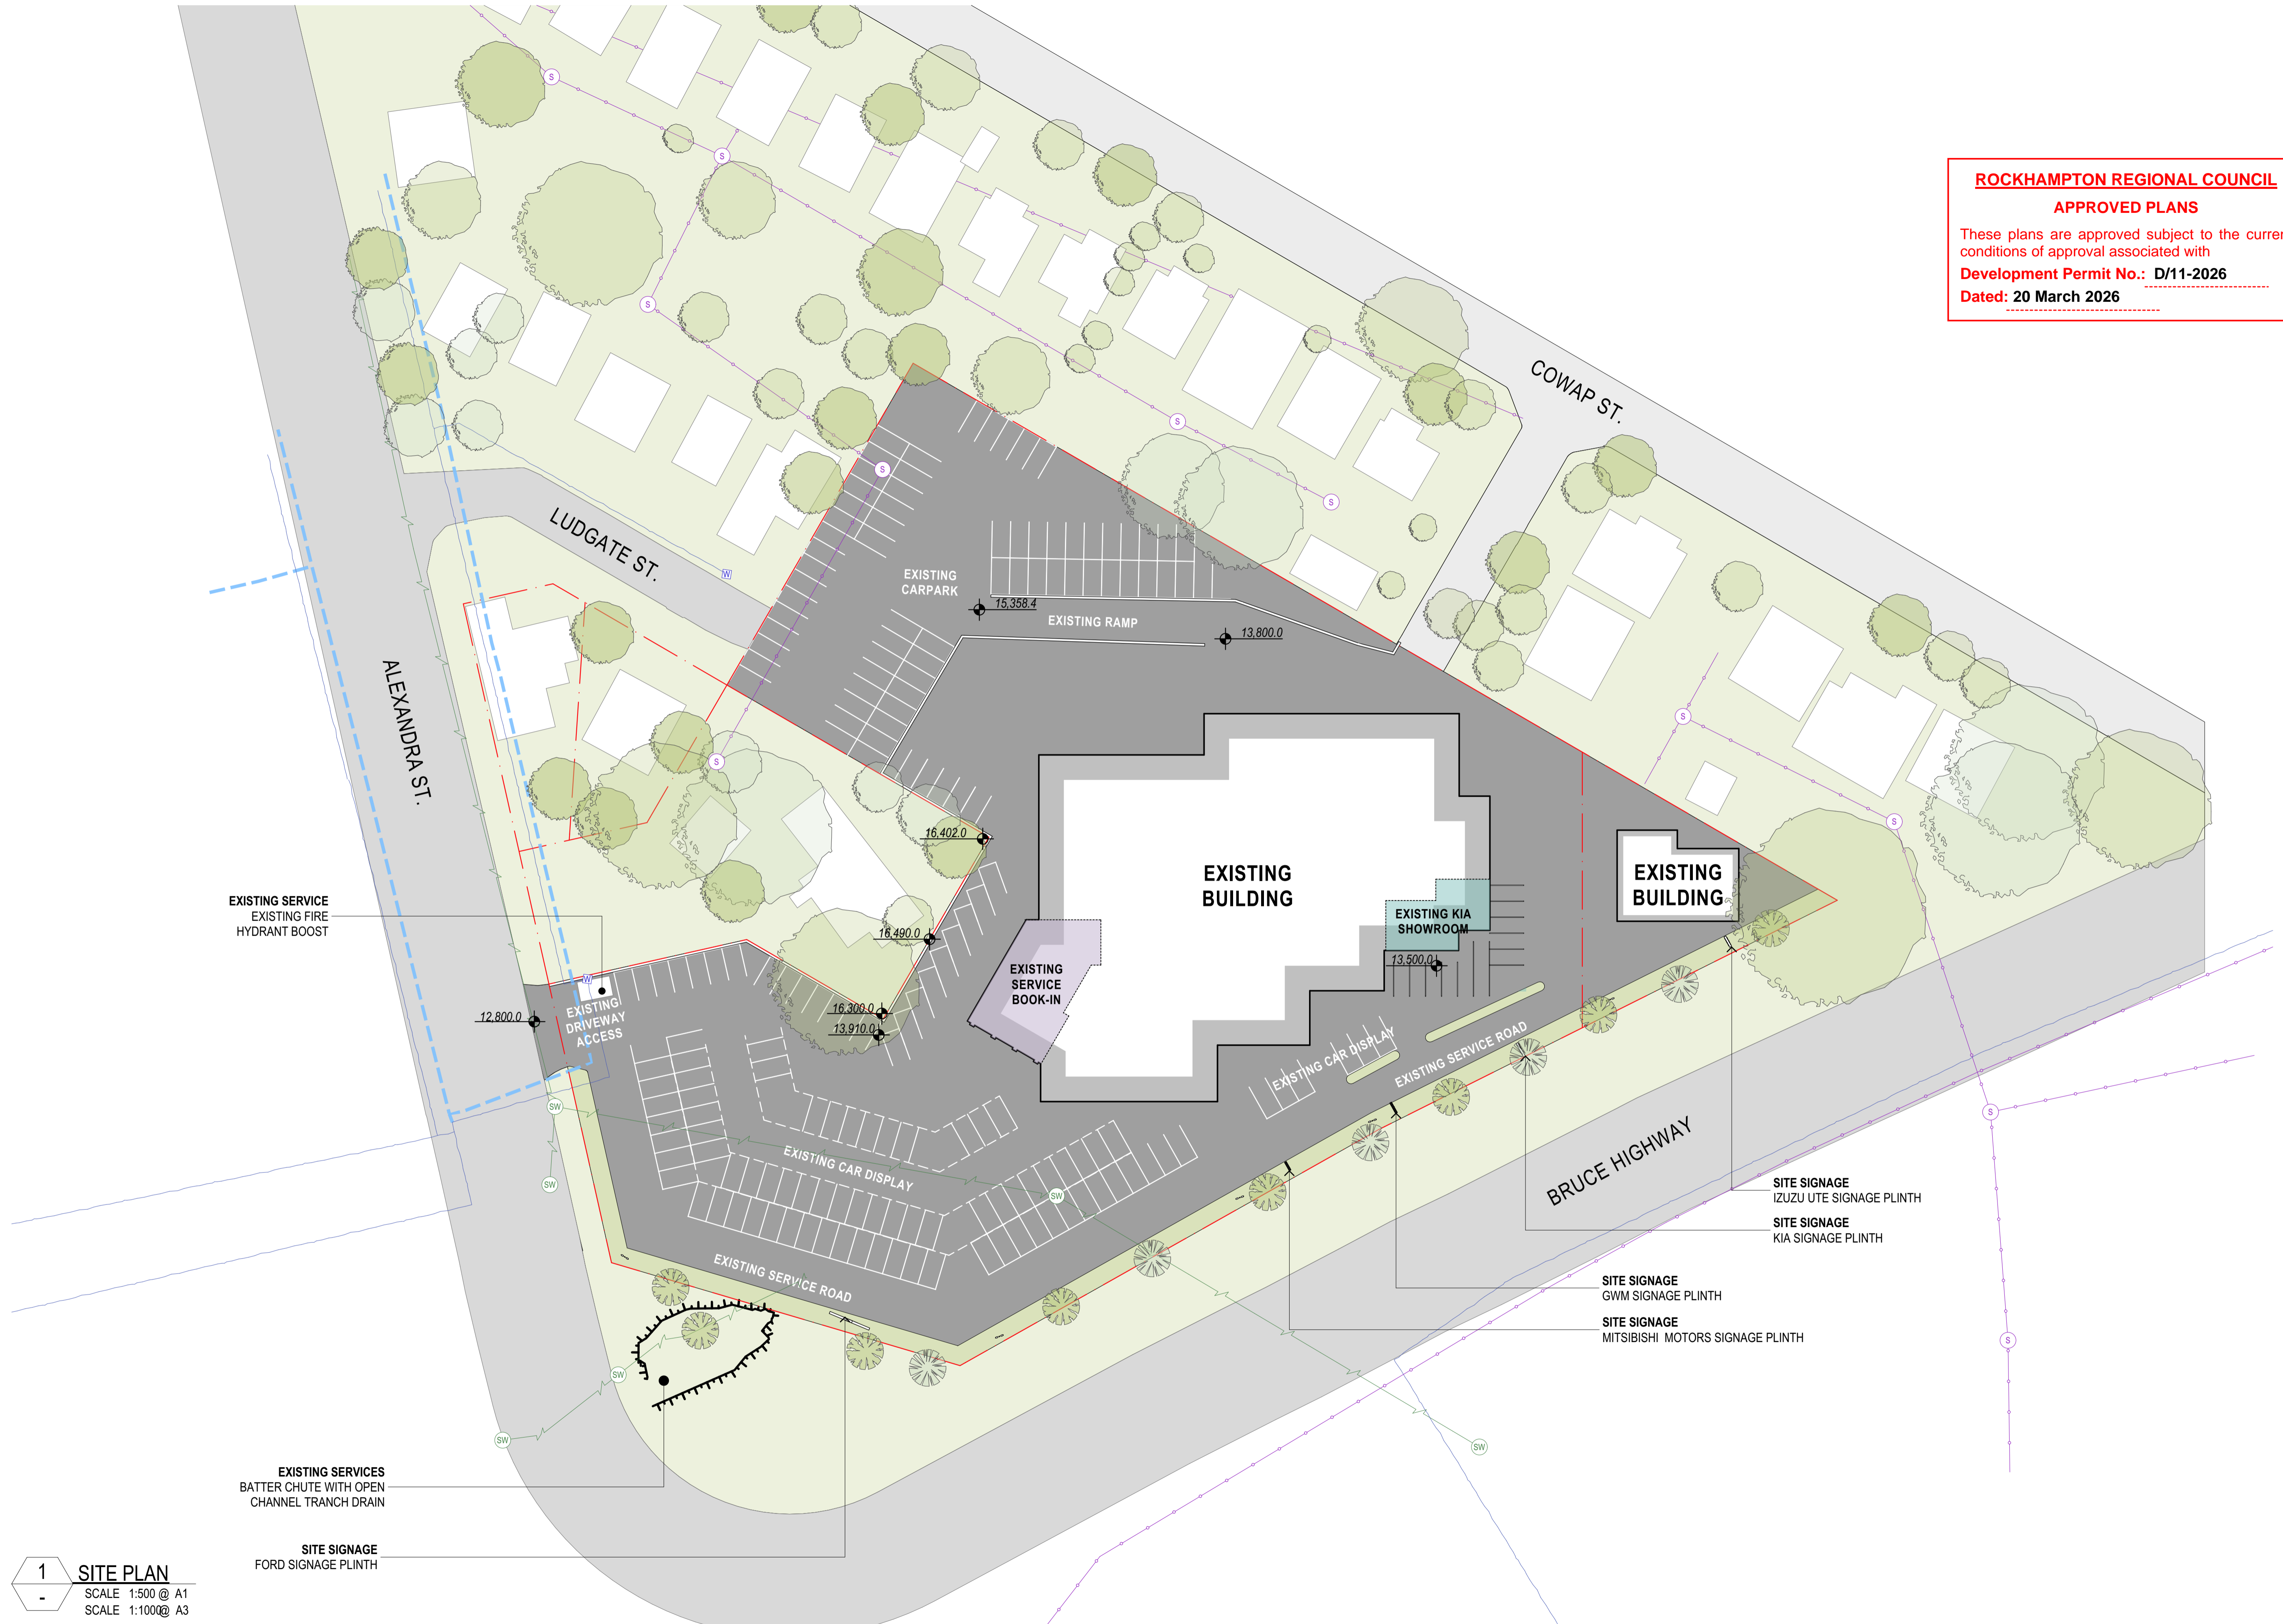 ROCKHAMPTON REGIONAL COUNCIL
APPROVED PLANS
These plans are approved subject to the
conditions of approval associated with
Development Permit No.: D/11-2026
Dated: 20 March 2026
COWAP ST.
LUDGATE ST.
ALEXANDRA ST.
BRUCE HIGHWAY
EXISTING
CARPARK
15,358.4
EXISTING RAMP
13,800.0
16,402.0
16,490.0
16,300.0
13,910.0
12,800.0
13,500.0
EXISTING
BUILDING
EXISTING
BUILDING
EXISTING KIA
SHOWROOM
EXISTING
SERVICE
BOOK-IN
EXISTING
DRIVEWAY
ACCESS
EXISTING CAR DISPLAY
EXISTING SERVICE ROAD
EXISTING CAR DISPLAY
EXISTING SERVICE ROAD
EXISTING SERVICE
EXISTING FIRE
HYDRANT BOOST
SITE SIGNAGE
IZUZU UTE SIGNAGE PLINTH
SITE SIGNAGE
KIA SIGNAGE PLINTH
SITE SIGNAGE
GWM SIGNAGE PLINTH
SITE SIGNAGE
MITSIBISHI MOTORS SIGNAGE PLINTH
EXISTING SERVICES
BATTER CHUTE WITH OPEN
CHANNEL TRANCH DRAIN
SITE SIGNAGE
FORD SIGNAGE PLINTH
S
S
S
S
S
S
S
S
S
S
S
W
W
SW
SW
SW
SW
SW
SW
1
-
SITE PLAN
SCALE 1:500 @ A1
SCALE 1:1000@ A3